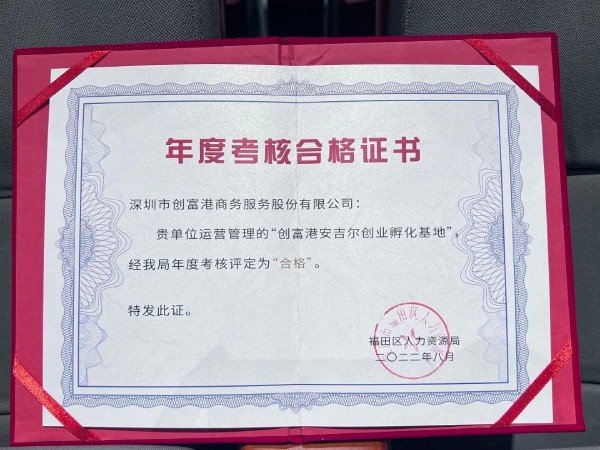 年度考核合格证书
深圳市创富港商务服务股份有限公司：
贵单位运营管理的“创富港安吉尔创业孵化基地”，
经我局年度考核评定为“合格”。
特发此证。
福田区人力资源局
二〇二二年八月